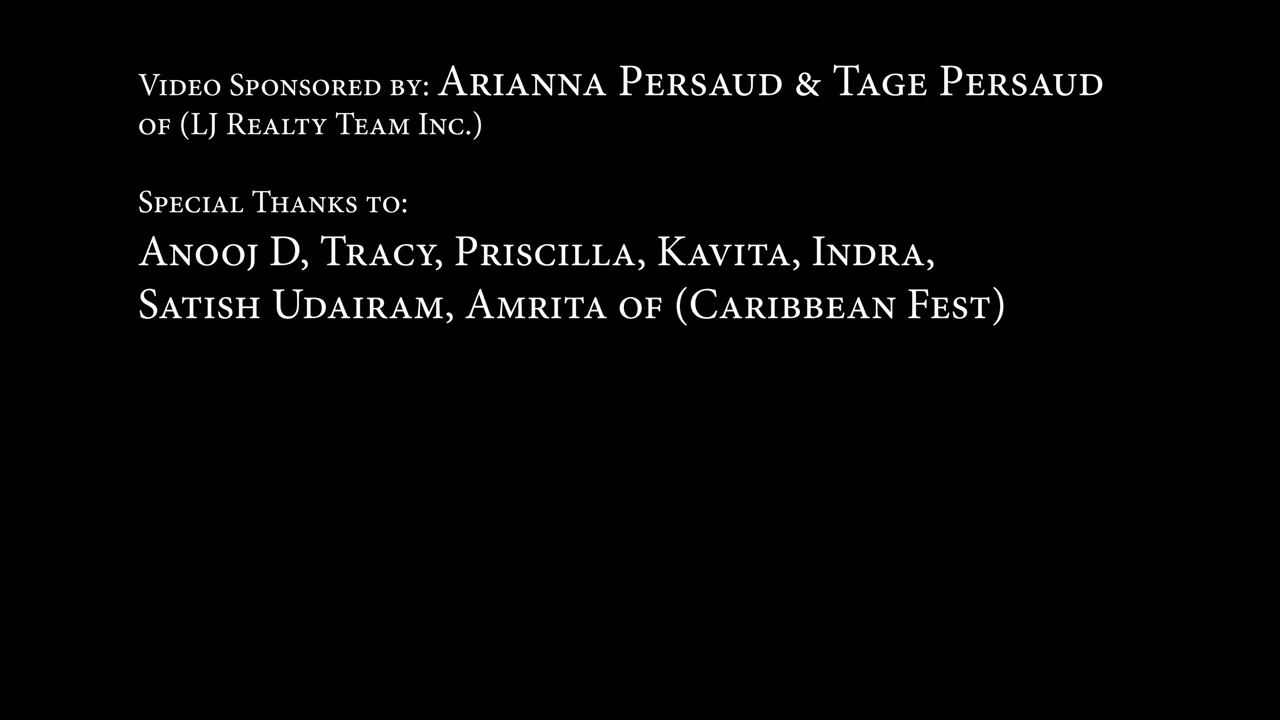 Video Sponsored by: Arianna Persaud & Tage Persaud
of (LJ Realty Team Inc.)
Special Thanks to:
Anooj D, Tracy, Priscilla, Kavita, Indra,
Satish Udairam, Amrita of (Caribbean Fest)